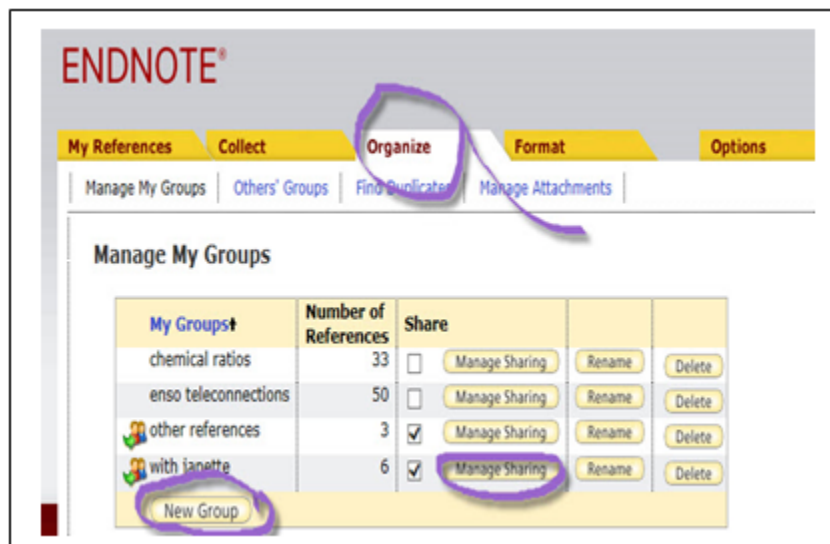 ENDNOTE®
My References Collect Organize Format Options
Manage My Groups Others' Groups Find Duplicates Manage Attachments
Manage My Groups
My Groups Number of References Share
chemical ratios 33 Manage Sharing Rename Delete
enso teleconnections 50 Manage Sharing Rename Delete
other references 3 Manage Sharing Rename Delete
with janette 6 Manage Sharing Rename Delete
New Group